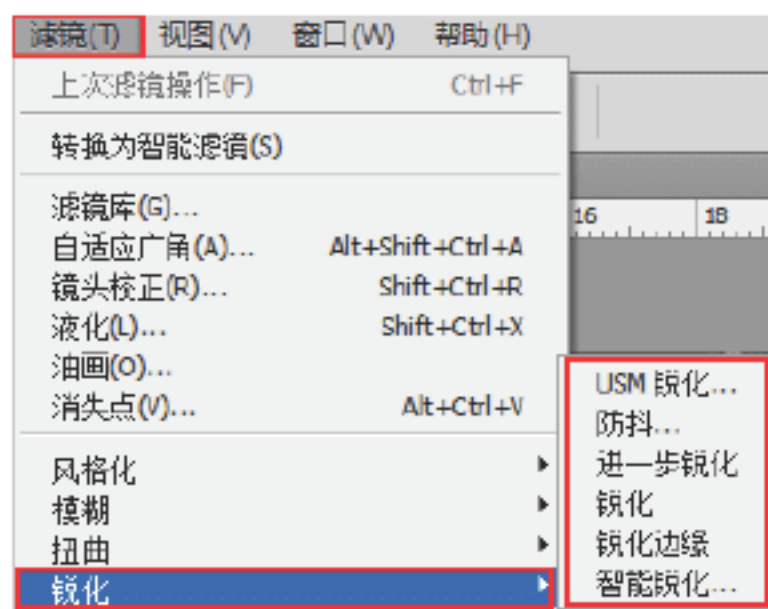 滤镜(T) 视图(V) 窗口(W) 帮助(H)
上次滤镜操作(F) Ctrl+F
转换为智能滤镜(S)
滤镜库(G)...
自适应广角(A)... Alt+Shift+Ctrl+A
镜头校正(R)... Shift+Ctrl+R
液化(L)... Shift+Ctrl+X
油画(O)...
消失点(V)... Alt+Ctrl+V
风格化
模糊
扭曲
锐化
16 18
USM 锐化...
防抖...
进一步锐化
锐化
锐化边缘
智能锐化...